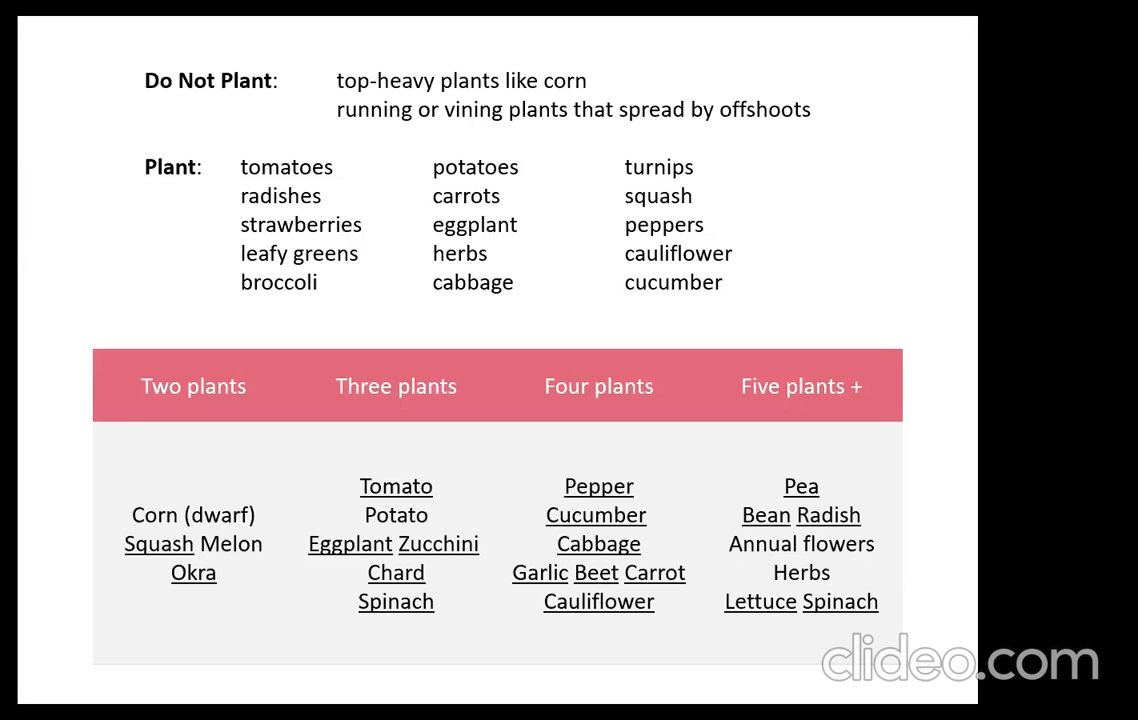 Do Not Plant: top-heavy plants like corn
running or vining plants that spread by offshoots
Plant: tomatoes potatoes turnips
radishes carrots squash
strawberries eggplant peppers
leafy greens herbs cauliflower
broccoli cabbage cucumber
Two plants Three plants Four plants Five plants +
Corn (dwarf)
Squash Melon
Okra
Tomato
Potato
Eggplant Zucchini
Chard
Spinach
Pepper
Cucumber
Cabbage
Garlic Beet Carrot
Cauliflower
Pea
Bean Radish
Annual flowers
Herbs
Lettuce Spinach
clideo.com